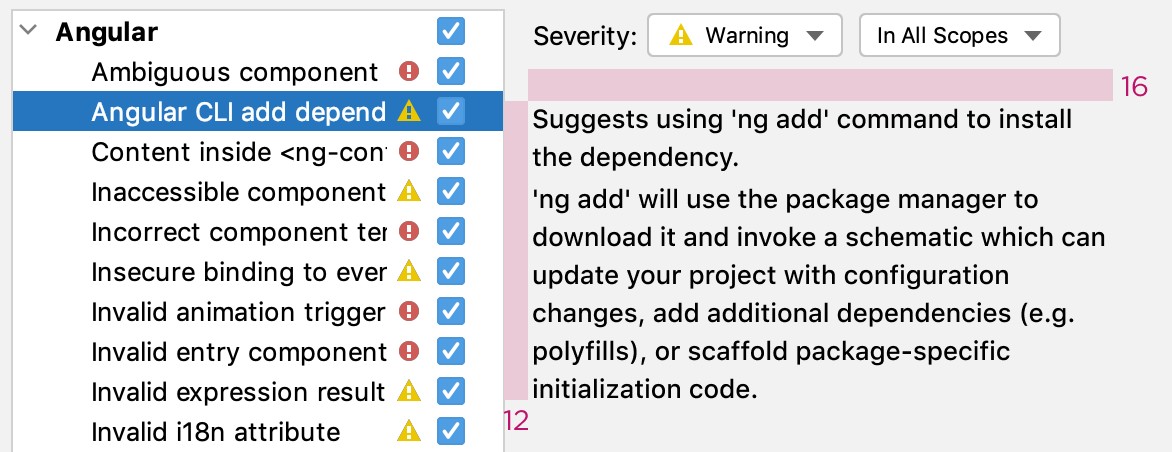 Angular
Ambiguous component
Angular CLI add depend
Content inside <ng-con
Inaccessible component
Incorrect component ter
Insecure binding to ever
Invalid animation trigger
Invalid entry component
Invalid expression result
Invalid i18n attribute
Severity: Warning In All Scopes
16
Suggests using 'ng add' command to install
the dependency.
'ng add' will use the package manager to
download it and invoke a schematic which can
update your project with configuration
changes, add additional dependencies (e.g.
polyfills), or scaffold package-specific
initialization code.
12